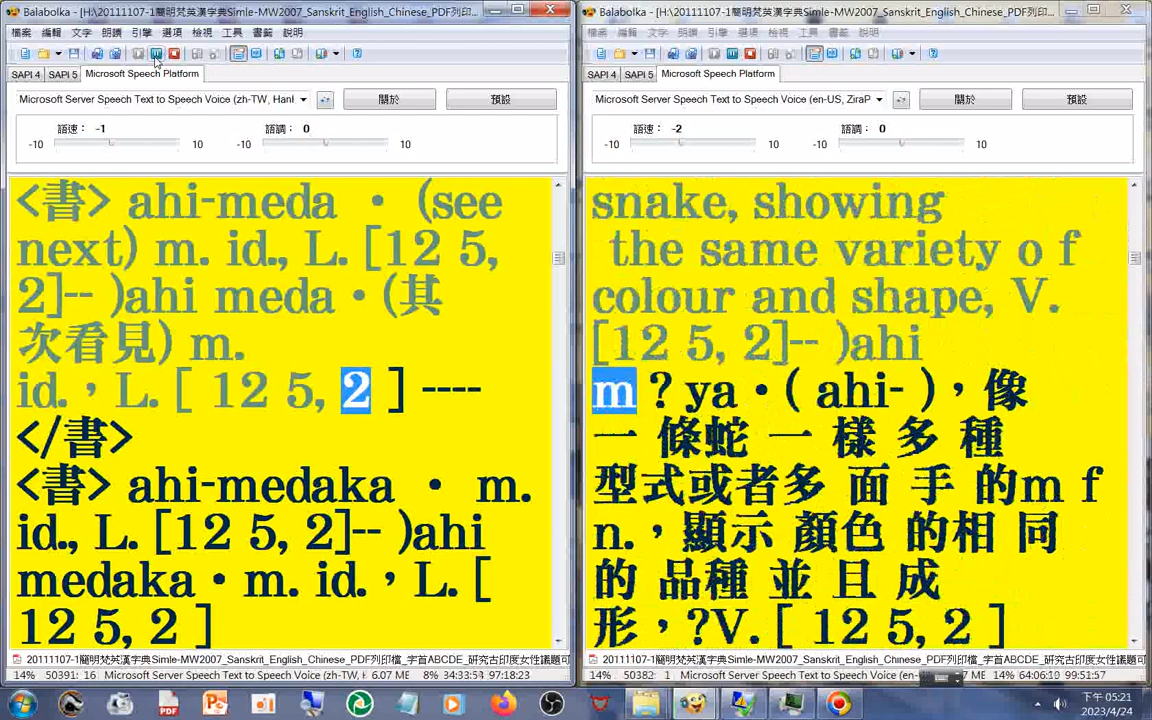 Balabolka - [H:\20111107-1簡明梵英漢字典Simle-MW2007_Sanskrit_English_Chinese_PDF列印...
檔案 編輯 文字 朗讀 引擎 選項 檢視 工具 書籤 說明
SAPI 4 SAPI 5 Microsoft Speech Platform
Microsoft Server Speech Text to Speech Voice (zh-TW, HanI
關於 預設
語速： -1 語調： 0
-10 10 -10 10
<書> ahi-meda • (see
next) m. id., L. [12 5,
2]-- )ahi meda • (其
次看見) m.
id.，L. [ 12 5, 2 ] ----
</書>
<書> ahi-medaka • m.
id., L. [12 5, 2]-- )ahi
medaka • m. id.，L. [
12 5, 2 ]
20111107-1簡明梵英漢字典Simle-MW2007_Sanskrit_English_Chinese_PDF列印檔_字首ABCDE_研究古印度女性議題可
14% 50391: 16 Microsoft Server Speech Text to Speech Voice (zh-TW, 6.07 MB 8% 34:33:54 97:18:23
Balabolka - [H:\20111107-1簡明梵英漢字典Simle-MW2007_Sanskrit_English_Chinese_PDF列印...
檔案 編輯 文字 朗讀 引擎 選項 檢視 工具 書籤 說明
SAPI 4 SAPI 5 Microsoft Speech Platform
Microsoft Server Speech Text to Speech Voice (en-US, ZiraP
關於 預設
語速： -2 語調： 0
-10 10 -10 10
snake, showing
the same variety o f
colour and shape, V.
[12 5, 2]-- )ahi
m ? ya • ( ahi- )，像
一 條蛇 一 樣 多 種
型式或者多 面 手 的m f
n.，顯示 顏色 的相 同
的 品種 並 且 成
形，?V. [ 12 5, 2 ]
20111107-1簡明梵英漢字典Simle-MW2007_Sanskrit_English_Chinese_PDF列印檔_字首ABCDE_研究古印度女性議題可
14% 50382: 1 Microsoft Server Speech Text to Speech Voice (en-US, 14% 64:06:10 99:51:57
PDF
下午 05:21
2023/4/24